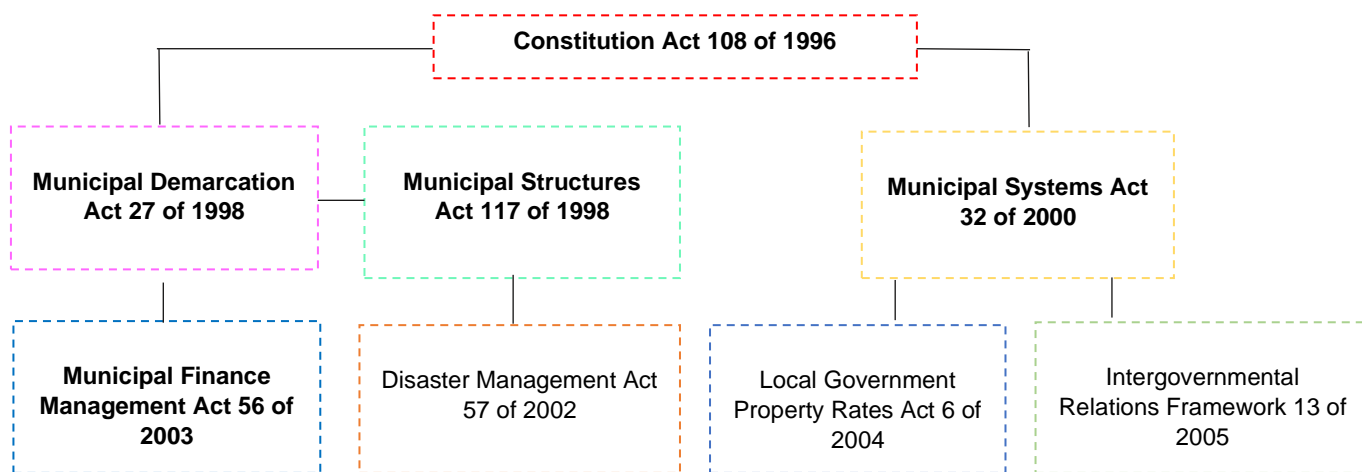 Constitution Act 108 of 1996
Municipal Demarcation
Act 27 of 1998
Municipal Structures
Act 117 of 1998
Municipal Systems Act
32 of 2000
Municipal Finance
Management Act 56 of
2003
Disaster Management Act
57 of 2002
Local Government
Property Rates Act 6 of
2004
Intergovernmental
Relations Framework 13 of
2005